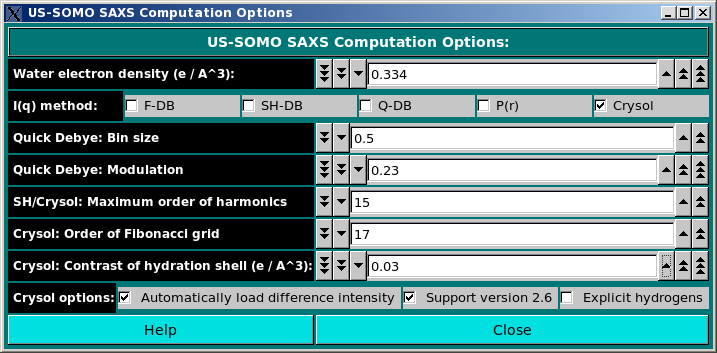 US-SOMO SAXS Computation Options
US-SOMO SAXS Computation Options:
Water electron density (e / A^3): 0.334
I(q) method: F-DB SH-DB Q-DB P(r) Crysol
Quick Debye: Bin size 0.5
Quick Debye: Modulation 0.23
SH/Crysol: Maximum order of harmonics 15
Crysol: Order of Fibonacci grid 17
Crysol: Contrast of hydration shell (e / A^3): 0.03
Crysol options: Automatically load difference intensity Support version 2.6 Explicit hydrogens
Help Close